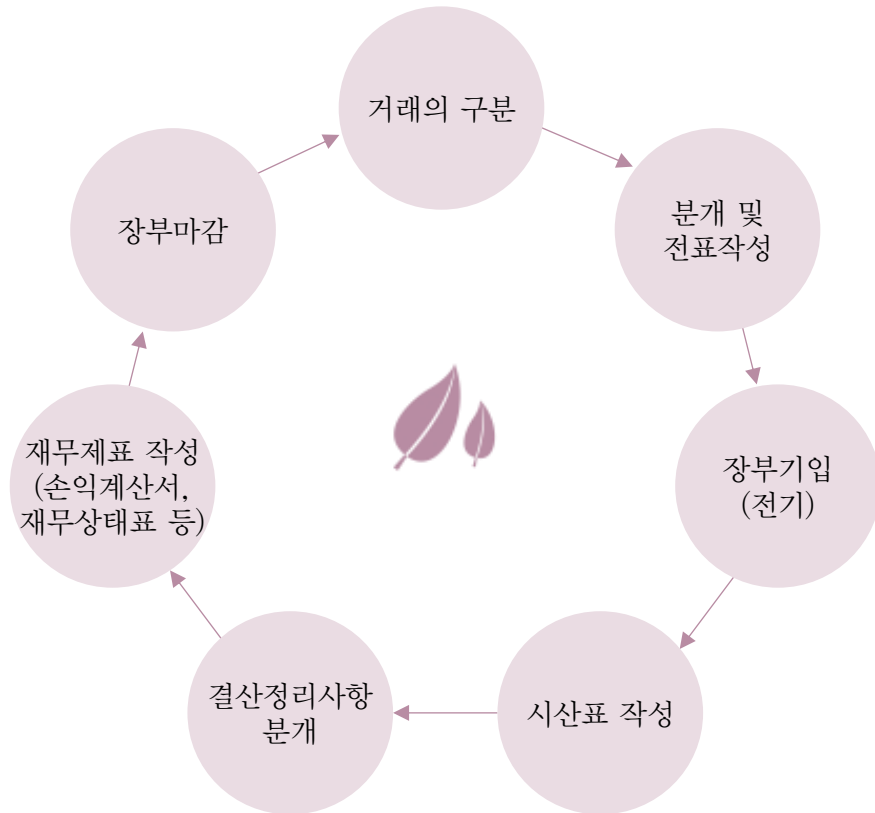 거래의 구분
분개 및
전표작성
장부기입
(전기)
시산표 작성
결산정리사항
분개
재무제표 작성
(손익계산서,
재무상태표 등)
장부마감